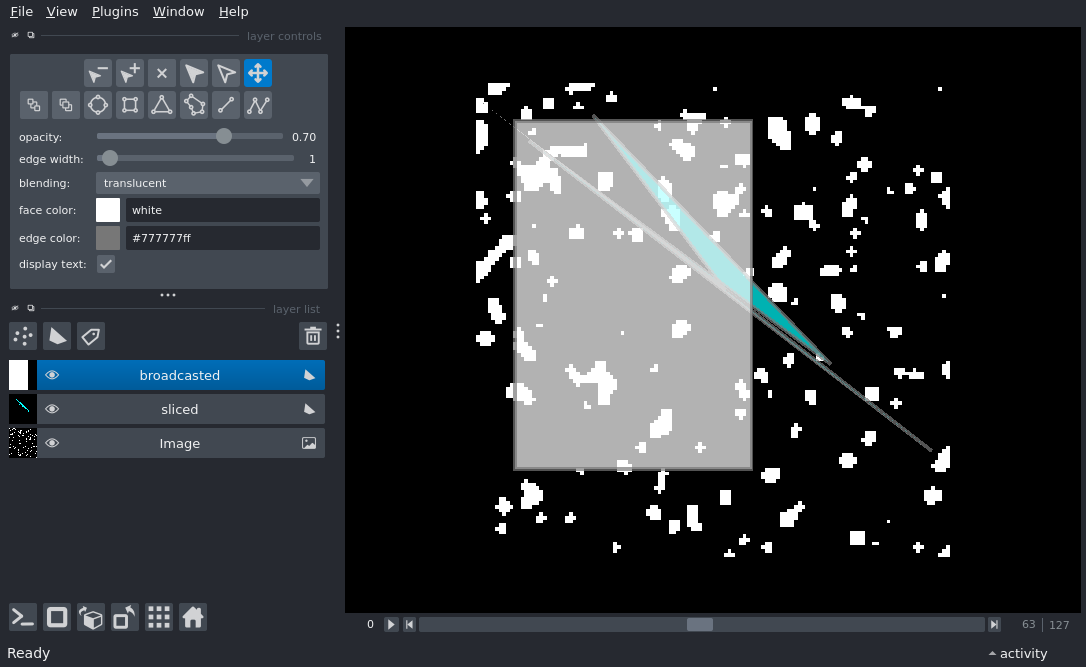 File View Plugins Window Help
layer controls
opacity: 0.70
edge width: 1
blending: translucent
face color: white
edge color: #777777ff
display text:
layer list
broadcasted
sliced
Image
0 63 127
Ready activity